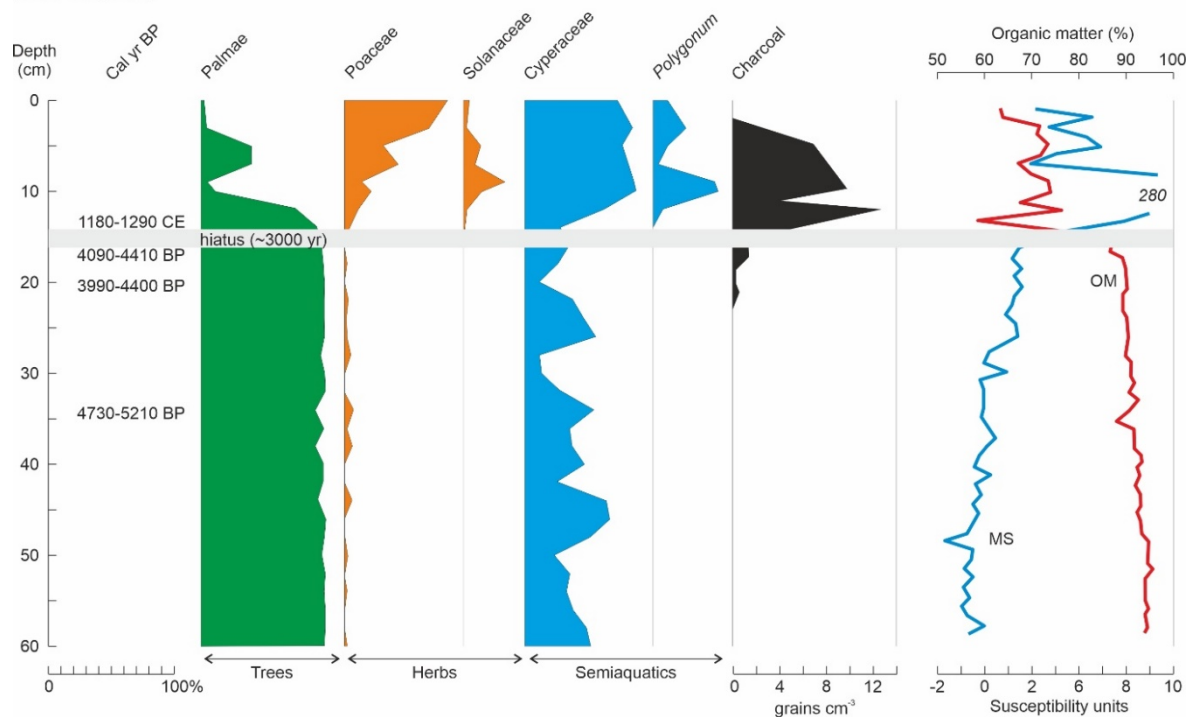 Depth
(cm)
Cal yr BP
Palmae
Poaceae
Solanaceae
Cyperaceae
Polygonum
Charcoal
Organic matter (%)
50 60 70 80 90 100
0
10
20
30
40
50
60
280
1180-1290 CE
hiatus (~3000 yr)
4090-4410 BP
3990-4400 BP
4730-5210 BP
OM
MS
Trees
Herbs
Semiaquatics
0 100%
0 4 8 12
grains cm-3
-2 0 2 4 6 8 10
Susceptibility units